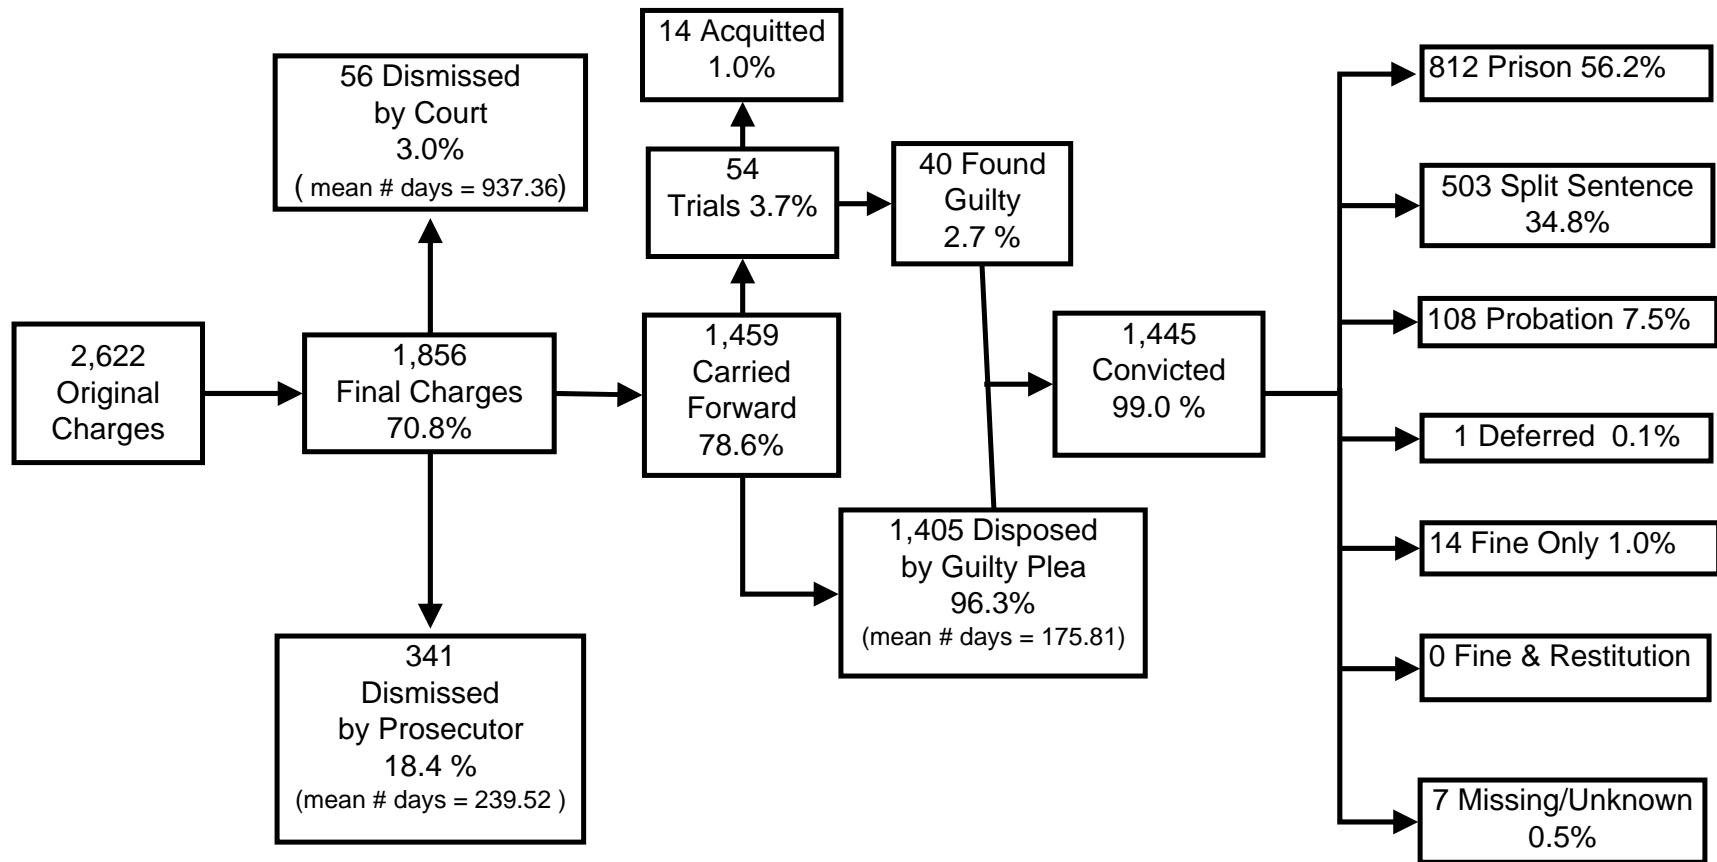 2,622
Original
Charges
56 Dismissed
by Court
3.0%
( mean # days = 937.36)
1,856
Final Charges
70.8%
341
Dismissed
by Prosecutor
18.4 %
(mean # days = 239.52 )
14 Acquitted
1.0%
54
Trials 3.7%
1,459
Carried
Forward
78.6%
40 Found
Guilty
2.7 %
1,405 Disposed
by Guilty Plea
96.3%
(mean # days = 175.81)
1,445
Convicted
99.0 %
812 Prison 56.2%
503 Split Sentence
34.8%
108 Probation 7.5%
1 Deferred  0.1%
14 Fine Only 1.0%
0 Fine & Restitution
7 Missing/Unknown
0.5%